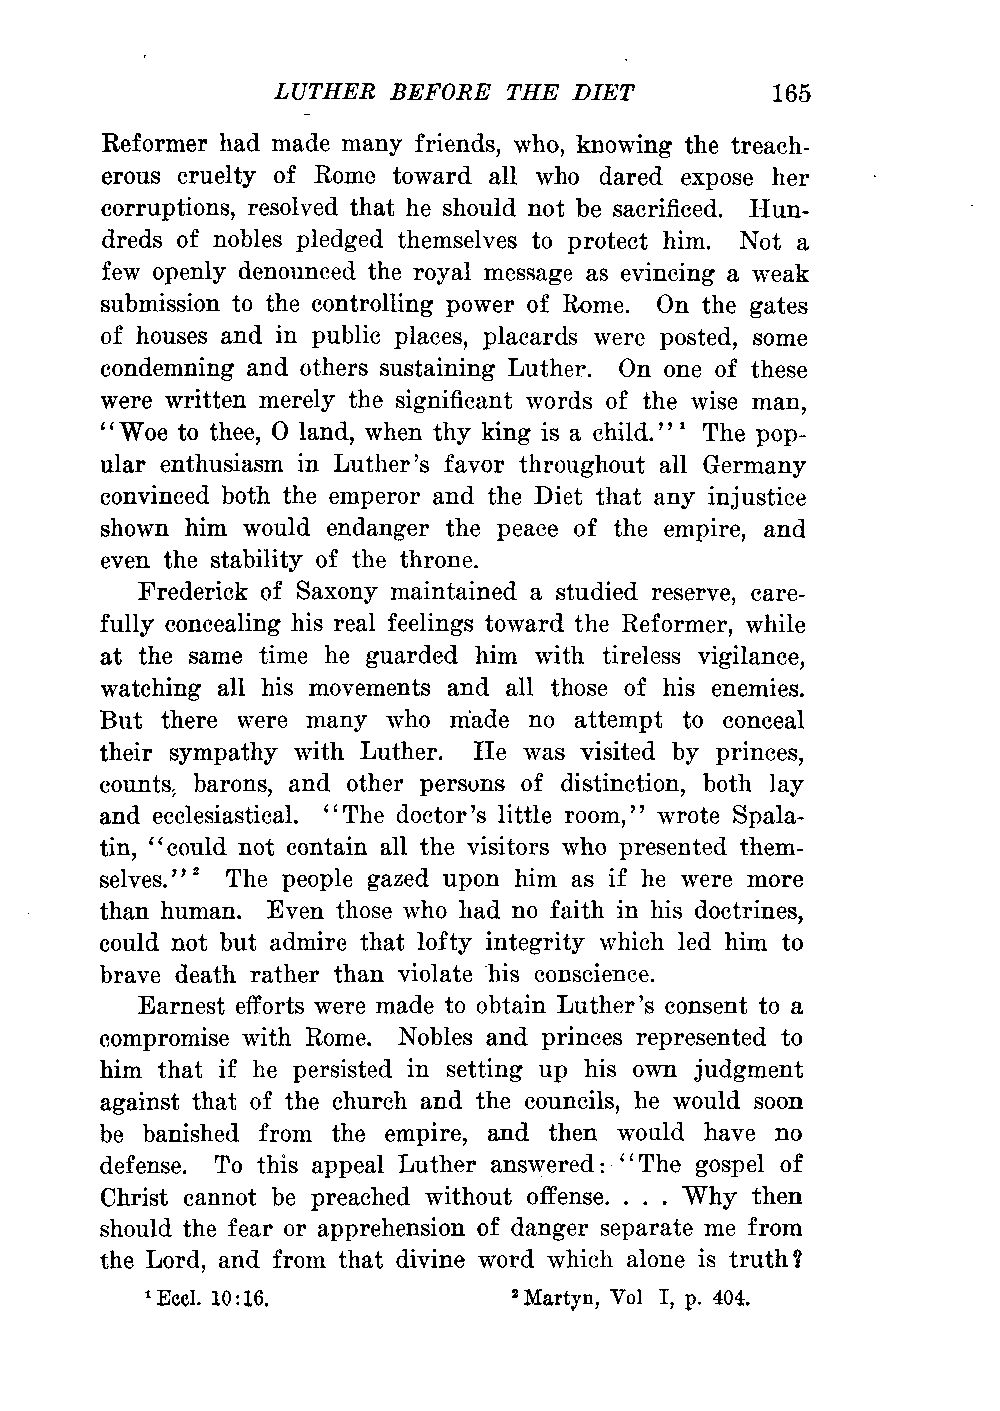 LUTHER BEFORE THE DIET 165
Reformer had made many friends, who, knowing the treach-
erous cruelty of Rome toward all who dared expose her
corruptions, resolved that he should not be sacrificed. Hun-
dreds of nobles pledged themselves to protect him. Not a
few openly denounced the royal message as evincing a weak
submission to the controlling power of Rome. On the gates
of houses and in public places, placards were posted, some
condemning and others sustaining Luther. On one of these
were written merely the significant words of the wise man,
“Woe to thee, O land, when thy king is a child.”¹ The pop-
ular enthusiasm in Luther's favor throughout all Germany
convinced both the emperor and the Diet that any injustice
shown him would endanger the peace of the empire, and
even the stability of the throne.
Frederick of Saxony maintained a studied reserve, care-
fully concealing his real feelings toward the Reformer, while
at the same time he guarded him with tireless vigilance,
watching all his movements and all those of his enemies.
But there were many who made no attempt to conceal
their sympathy with Luther. He was visited by princes,
counts, barons, and other persons of distinction, both lay
and ecclesiastical. “The doctor's little room,” wrote Spala-
tin, “could not contain all the visitors who presented them-
selves.”² The people gazed upon him as if he were more
than human. Even those who had no faith in his doctrines,
could not but admire that lofty integrity which led him to
brave death rather than violate his conscience.
Earnest efforts were made to obtain Luther's consent to a
compromise with Rome. Nobles and princes represented to
him that if he persisted in setting up his own judgment
against that of the church and the councils, he would soon
be banished from the empire, and then would have no
defense. To this appeal Luther answered: “The gospel of
Christ cannot be preached without offense. . . . Why then
should the fear or apprehension of danger separate me from
the Lord, and from that divine word which alone is truth?
¹ Eccl. 10:16. ² Martyn, Vol I, p. 404.